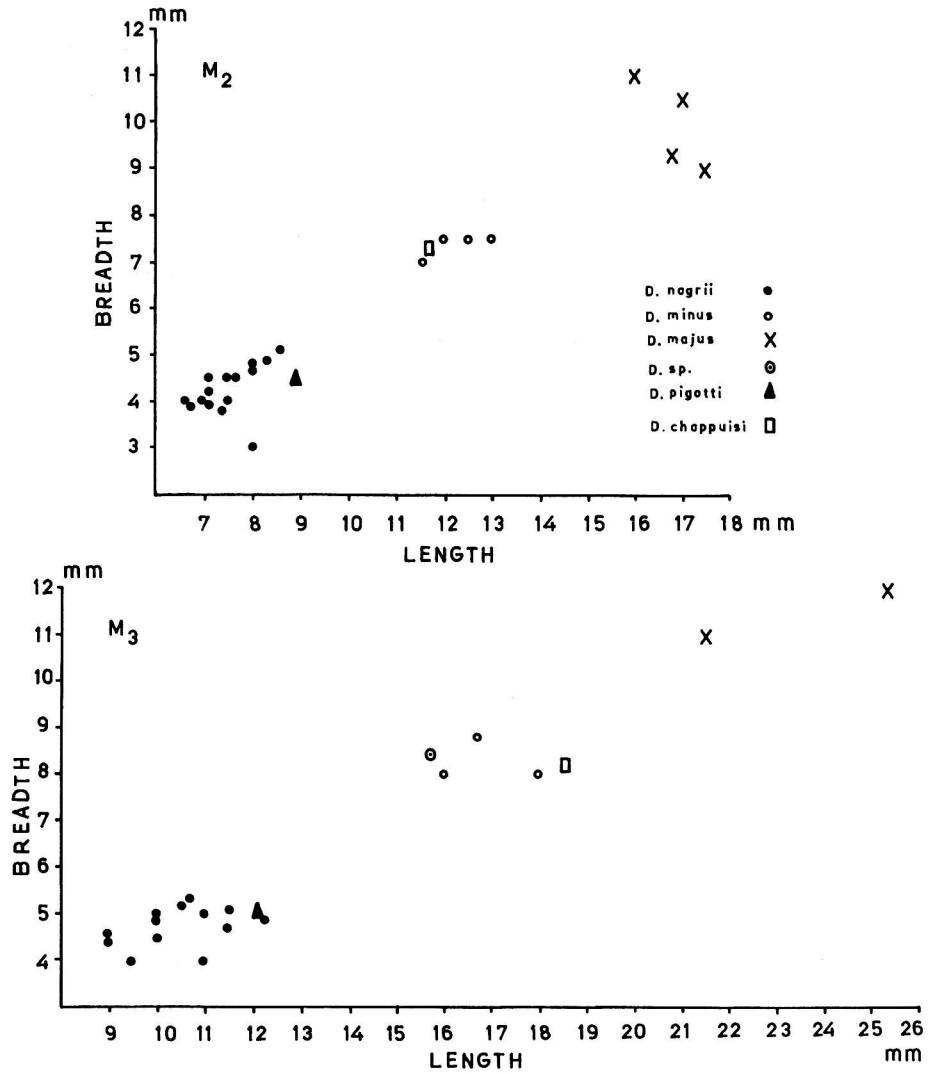 mm
12
M2
11
10
9
8
7
6
5
4
3
BREADTH
D. nagrii
D. minus
D. majus
D. sp.
D. pigotti
D. chappuisi
7 8 9 10 11 12 13 14 15 16 17 18 mm
LENGTH
mm
12
M3
11
10
9
8
7
6
5
4
BREADTH
9 10 11 12 13 14 15 16 17 18 19 20 21 22 23 24 25 26
LENGTH
mm